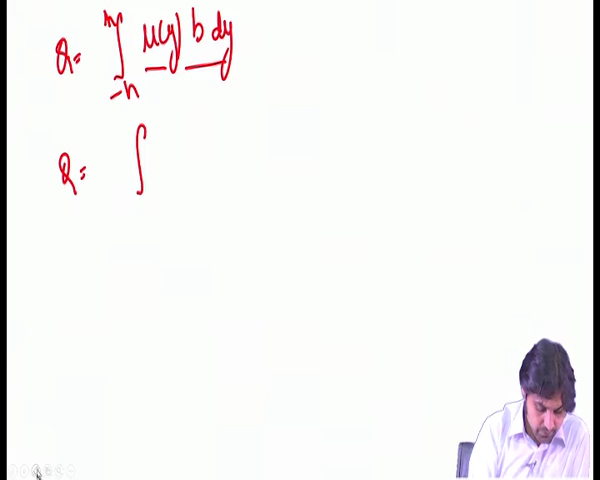 Q = ∫_{-h}^{h} u(y) b dy
Q = ∫